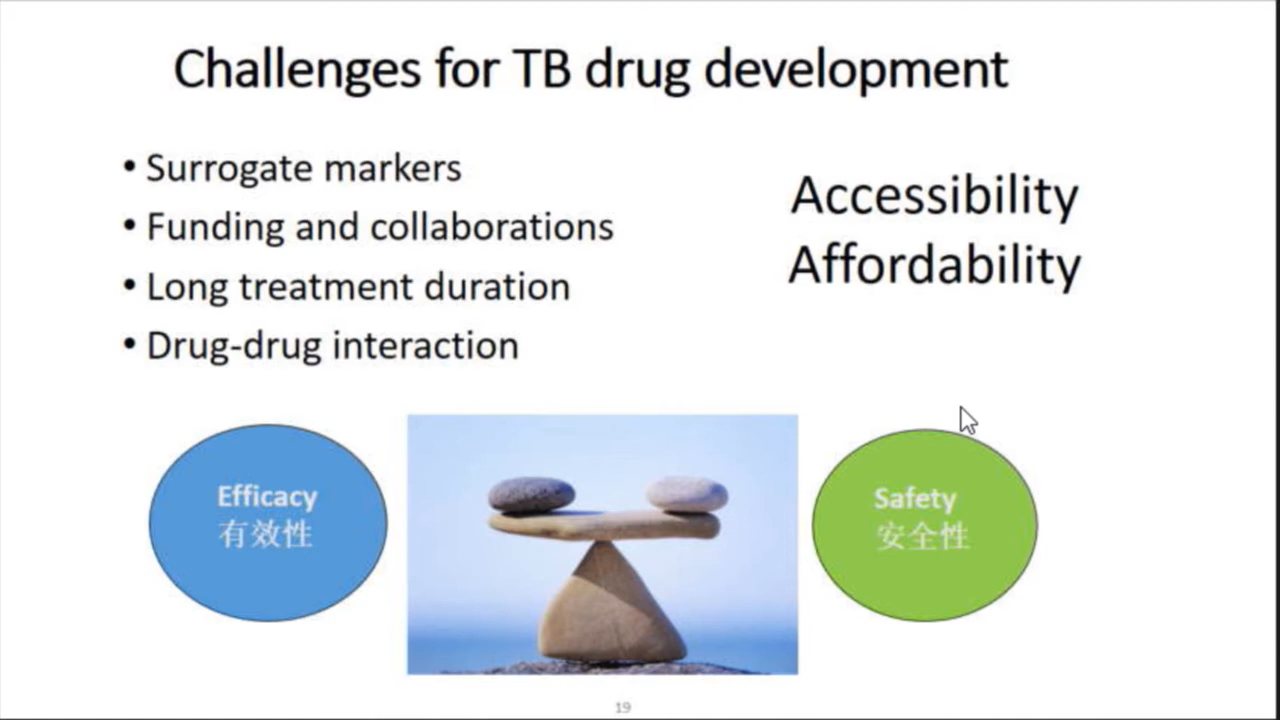 Challenges for TB drug development
• Surrogate markers
• Funding and collaborations
• Long treatment duration
• Drug-drug interaction
Accessibility
Affordability
Efficacy
有效性
Safety
安全性
19